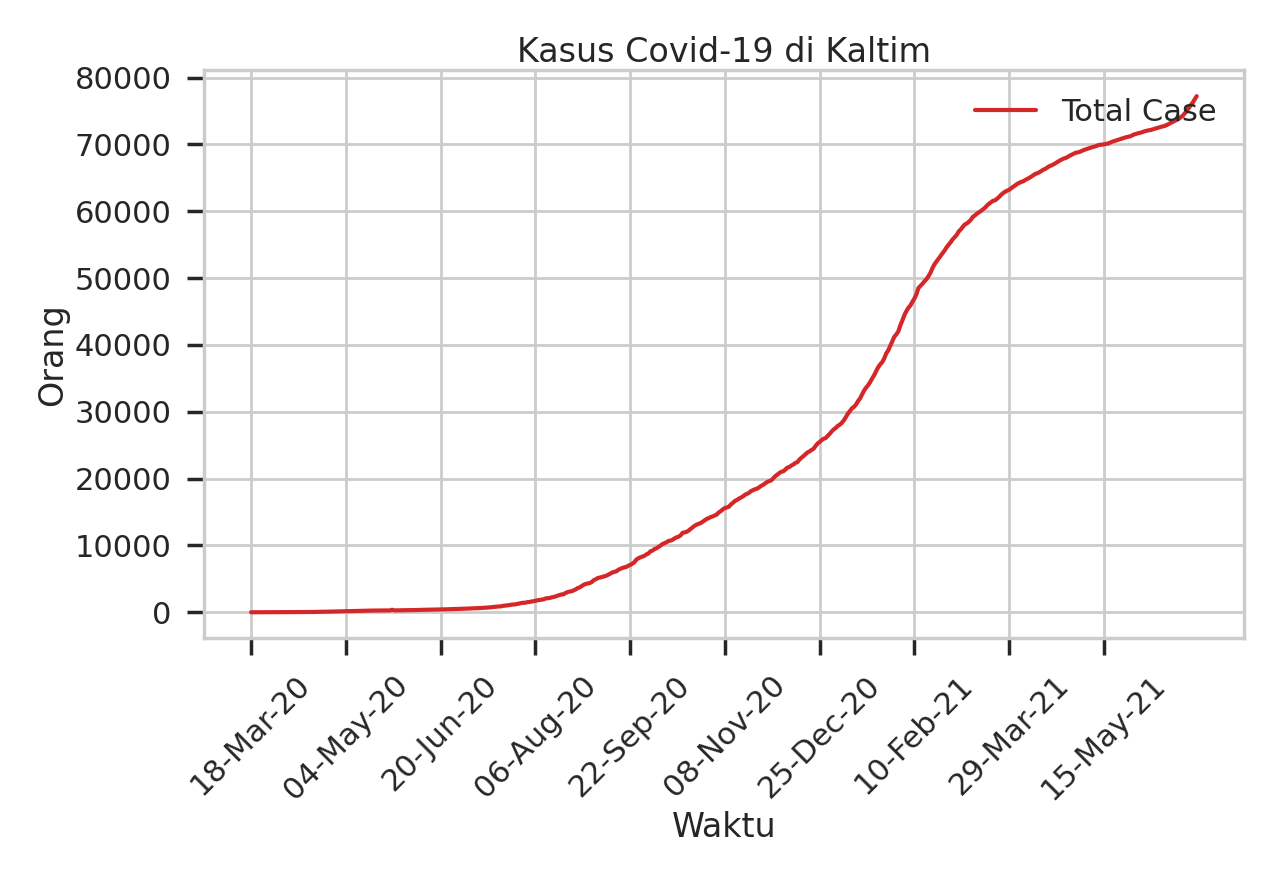 Kasus Covid-19 di Kaltim
Total Case
80000
70000
60000
50000
40000
30000
20000
10000
0
Orang
18-Mar-20
04-May-20
20-Jun-20
06-Aug-20
22-Sep-20
08-Nov-20
25-Dec-20
10-Feb-21
29-Mar-21
15-May-21
Waktu